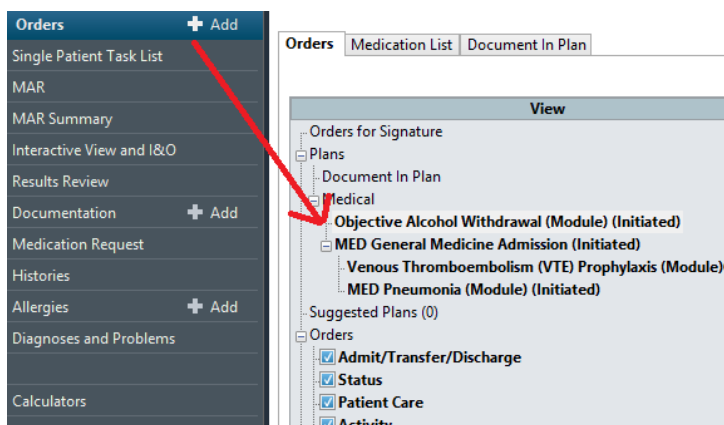 Orders Add
Single Patient Task List
MAR
MAR Summary
Interactive View and I&O
Results Review
Documentation Add
Medication Request
Histories
Allergies Add
Diagnoses and Problems
Calculators
Orders Medication List Document In Plan
View
Orders for Signature
Plans
Document In Plan
Medical
Objective Alcohol Withdrawal (Module) (Initiated)
MED General Medicine Admission (Initiated)
Venous Thromboembolism (VTE) Prophylaxis (Module)
MED Pneumonia (Module) (Initiated)
Suggested Plans (0)
Orders
Admit/Transfer/Discharge
Status
Patient Care
Activity